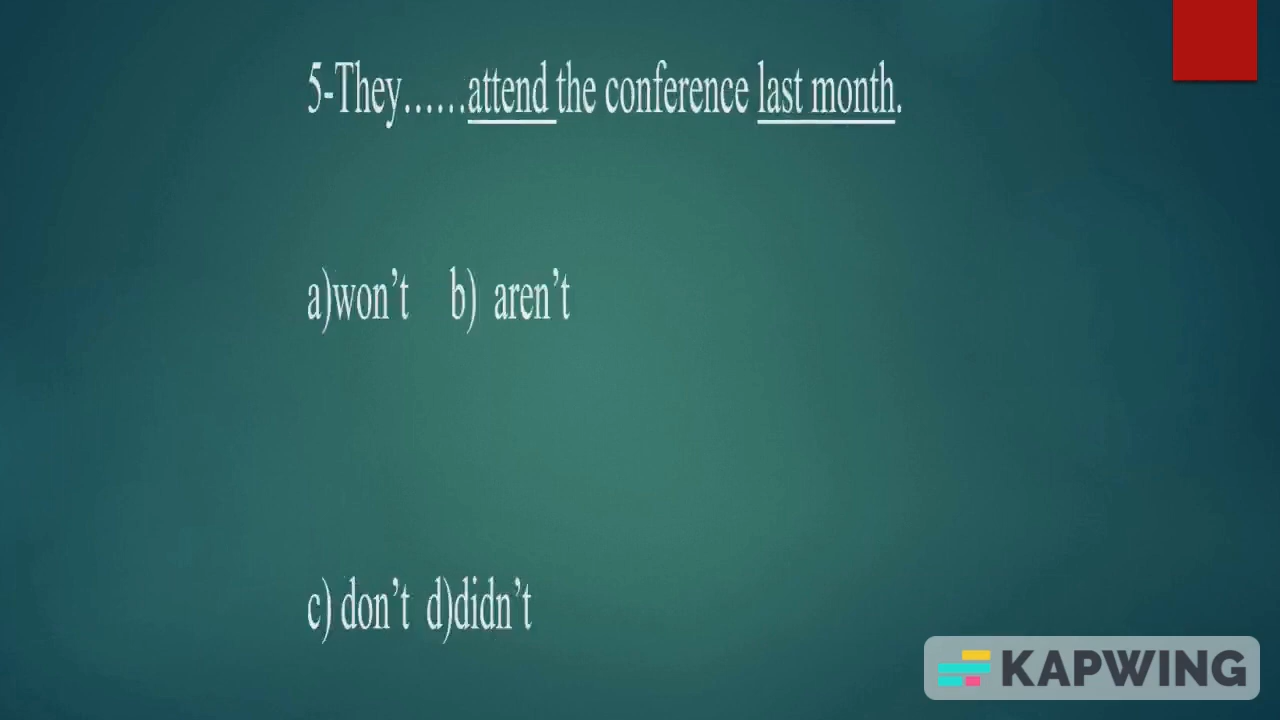 5-They......attend the conference last month.
a)won’t b) aren’t
c) don’t d)didn’t
KAPWING